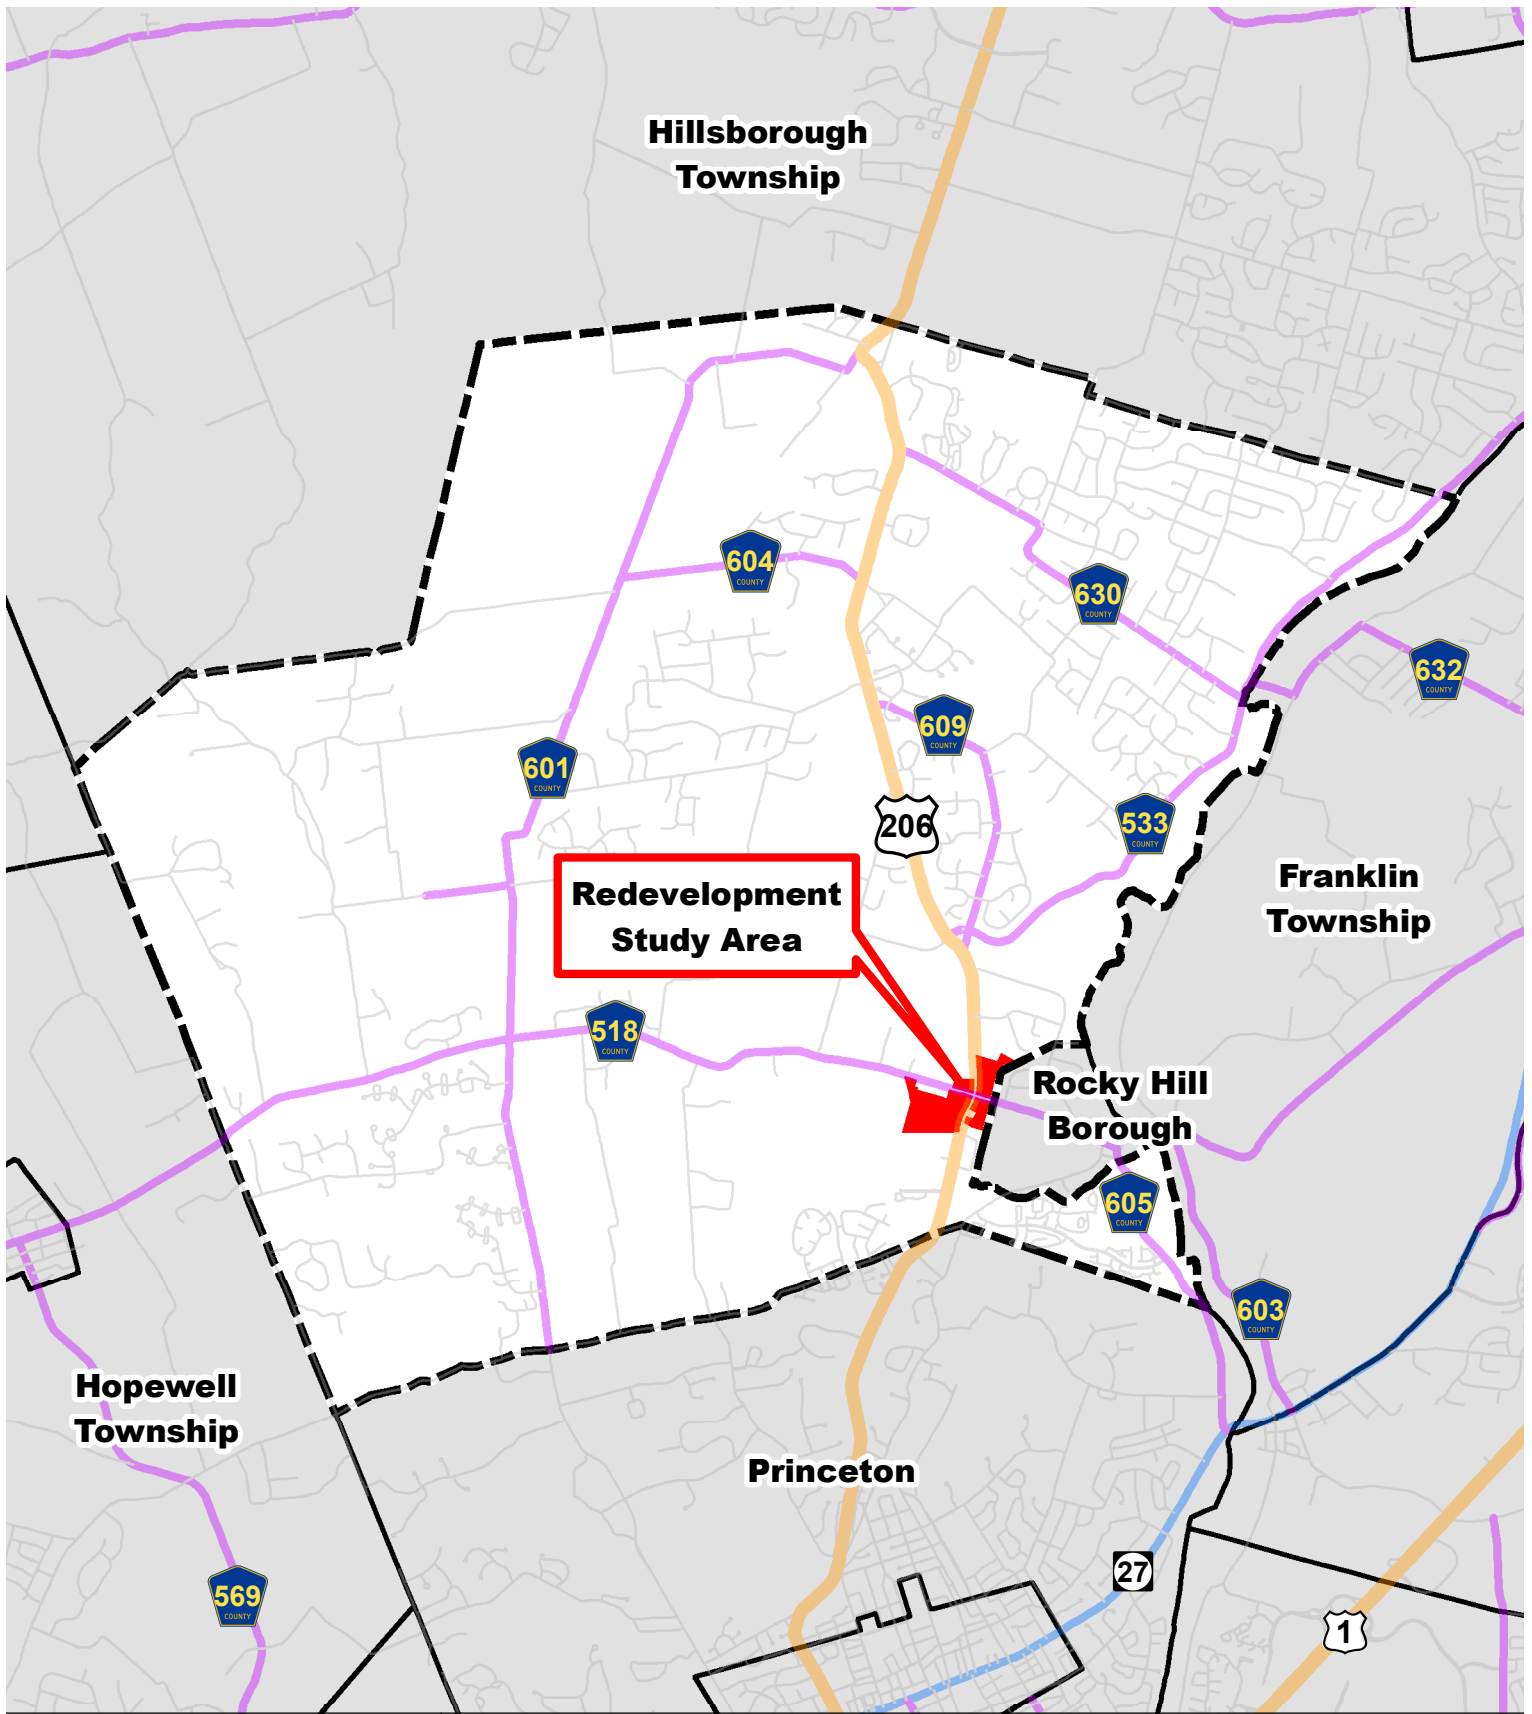 Hillsborough
Township
604
COUNTY
630
COUNTY
632
COUNTY
609
COUNTY
601
COUNTY
206
533
COUNTY
Redevelopment
Study Area
Franklin
Township
518
COUNTY
Rocky Hill
Borough
605
COUNTY
603
COUNTY
Hopewell
Township
Princeton
27
569
COUNTY
1